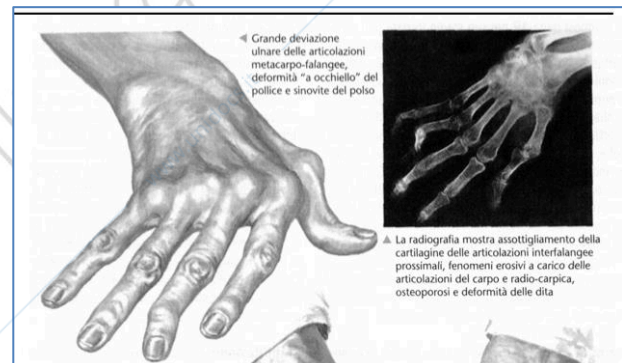 Grande deviazione
ulnare delle articolazioni
metacarpo-falangee,
deformità "a occhiello" del
pollice e sinovite del polso
La radiografia mostra assottigliamento della
cartilagine delle articolazioni interfalangee
prossimali, fenomeni erosivi a carico delle
articolazioni del carpo e radio-carpica,
osteoporosi e deformità delle dita